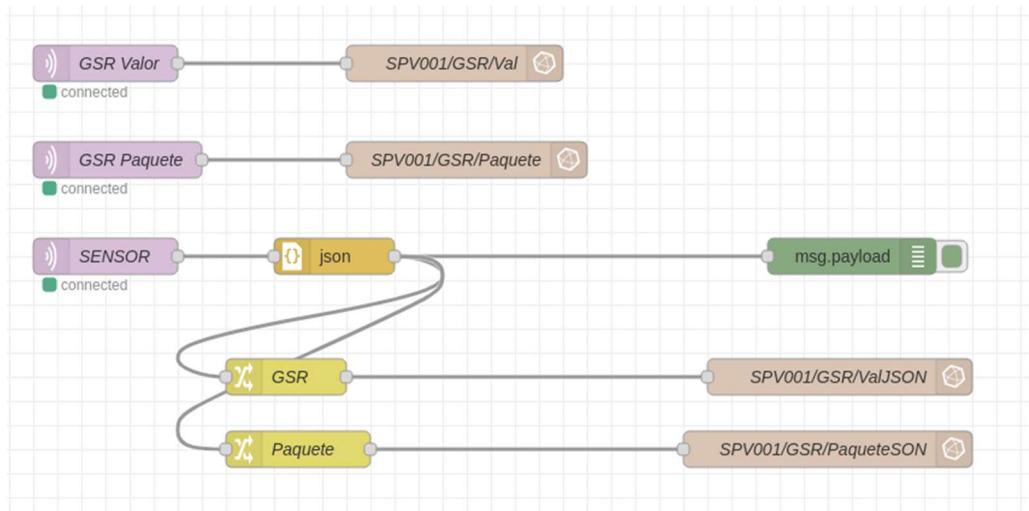 GSR Valor
SPV001/GSR/Val
connected
GSR Paquete
SPV001/GSR/Paquete
connected
SENSOR
{} json
msg.payload
connected
GSR
SPV001/GSR/ValJSON
Paquete
SPV001/GSR/PaqueteSON